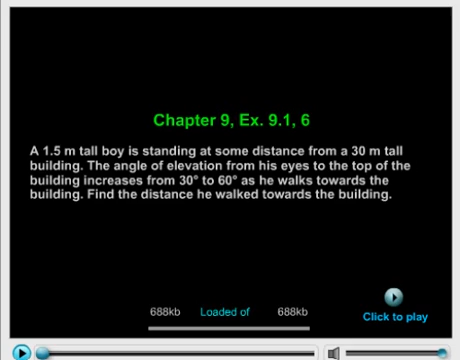 Chapter 9, Ex. 9.1, 6
A 1.5 m tall boy is standing at some distance from a 30 m tall
building. The angle of elevation from his eyes to the top of the
building increases from 30° to 60° as he walks towards the
building. Find the distance he walked towards the building.
688kb Loaded of 688kb
Click to play